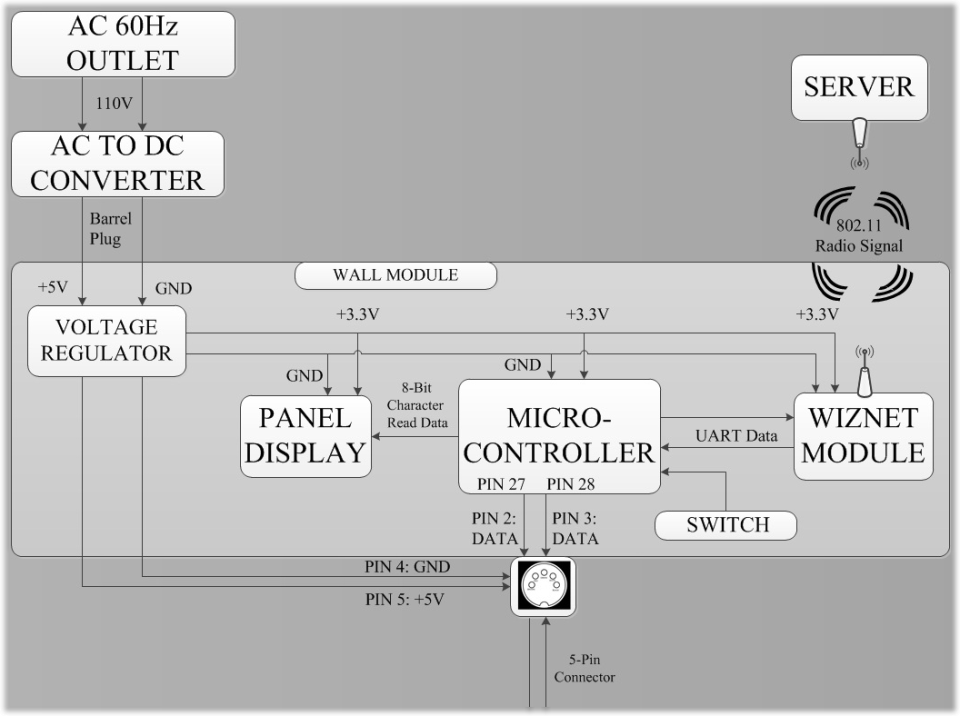 AC 60Hz
OUTLET
110V
AC TO DC
CONVERTER
Barrel
Plug
SERVER
802.11
Radio Signal
WALL MODULE
+5V
GND
VOLTAGE
REGULATOR
+3.3V
+3.3V
+3.3V
GND
GND
PANEL
DISPLAY
8-Bit
Character
Read Data
MICRO-
CONTROLLER
PIN 27 PIN 28
UART Data
WIZNET
MODULE
SWITCH
PIN 2:
DATA
PIN 3:
DATA
PIN 4: GND
PIN 5: +5V
5-Pin
Connector